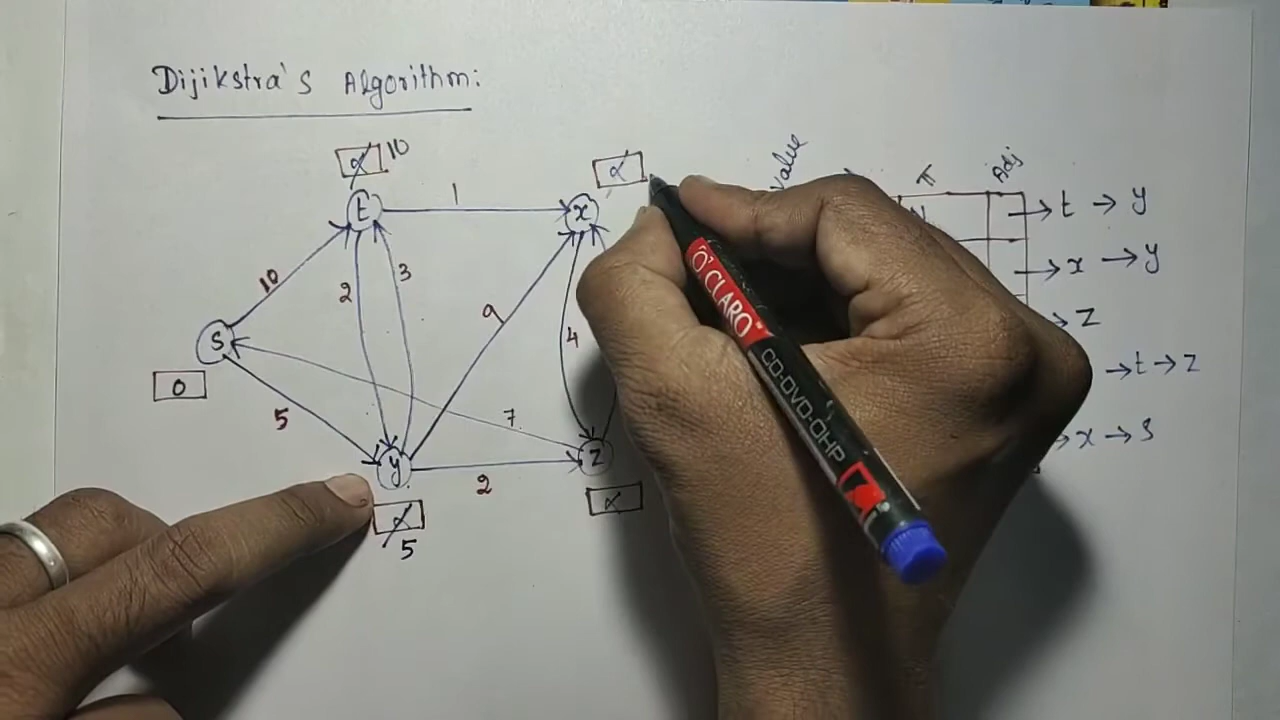 Dijikstra's Algorithm:
value π Adj
10
t 1 x
→ t → y
→ x → y
10 2 3 9 4
→ z
s
0
→ t → z
5 7
→ x → s
y 2 z
5
CLARO
CD-DVD-OHP